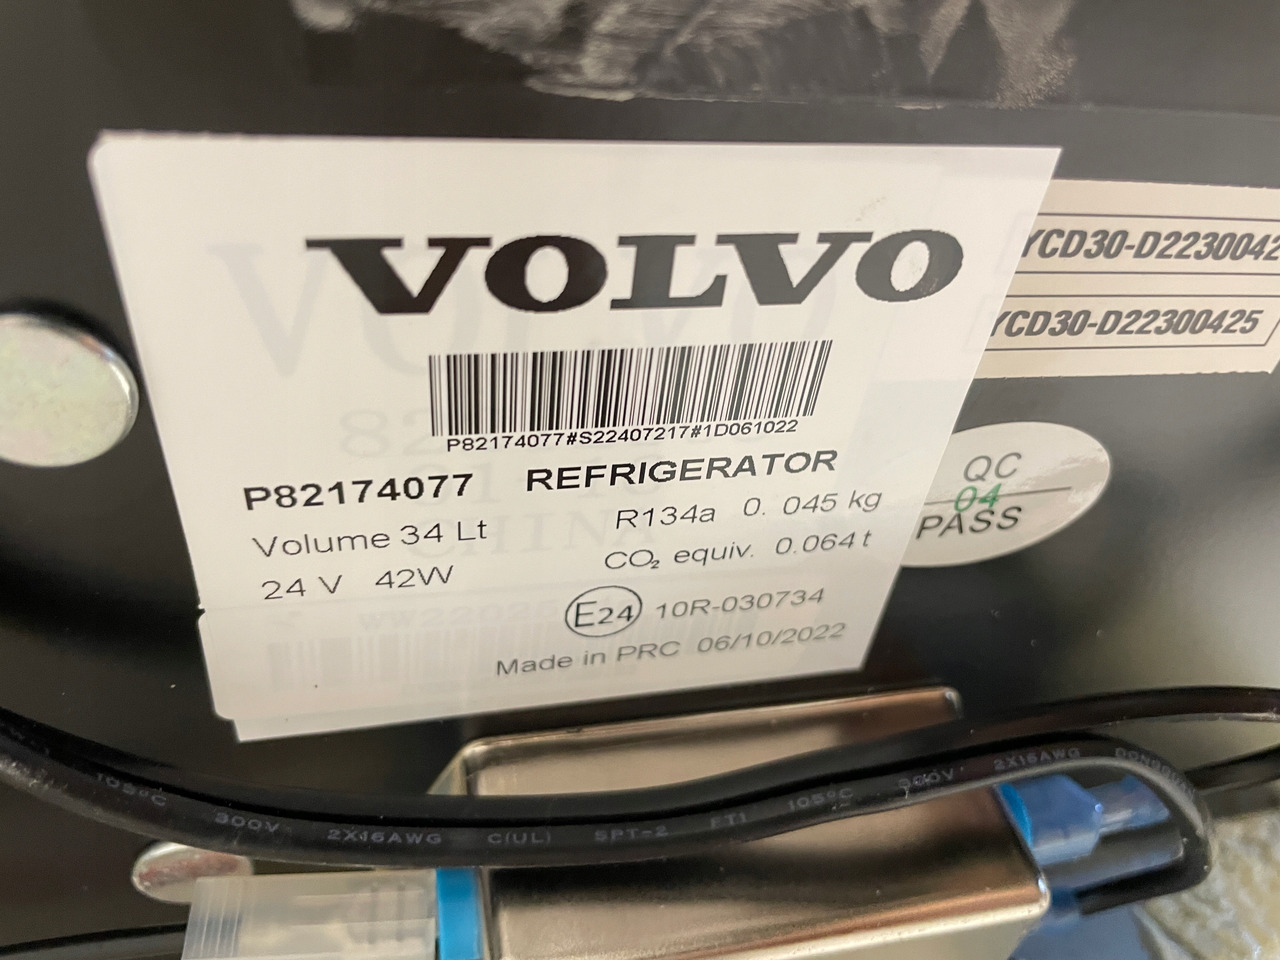 VOLVO
P82174077#S22407217#1D061022
P82174077 REFRIGERATOR
Volume 34 Lt
R134a 0. 045 kg
24 V 42W
CO₂ equiv. 0.064 t
E24 10R-030734
Made in PRC 06/10/2022
YCD30-D2230042
YCD30-D22300425
QC
04
PASS
105°C 300V 2X16AWG C(UL) SPT-2 FT1 105°C 300V 2X16AWG